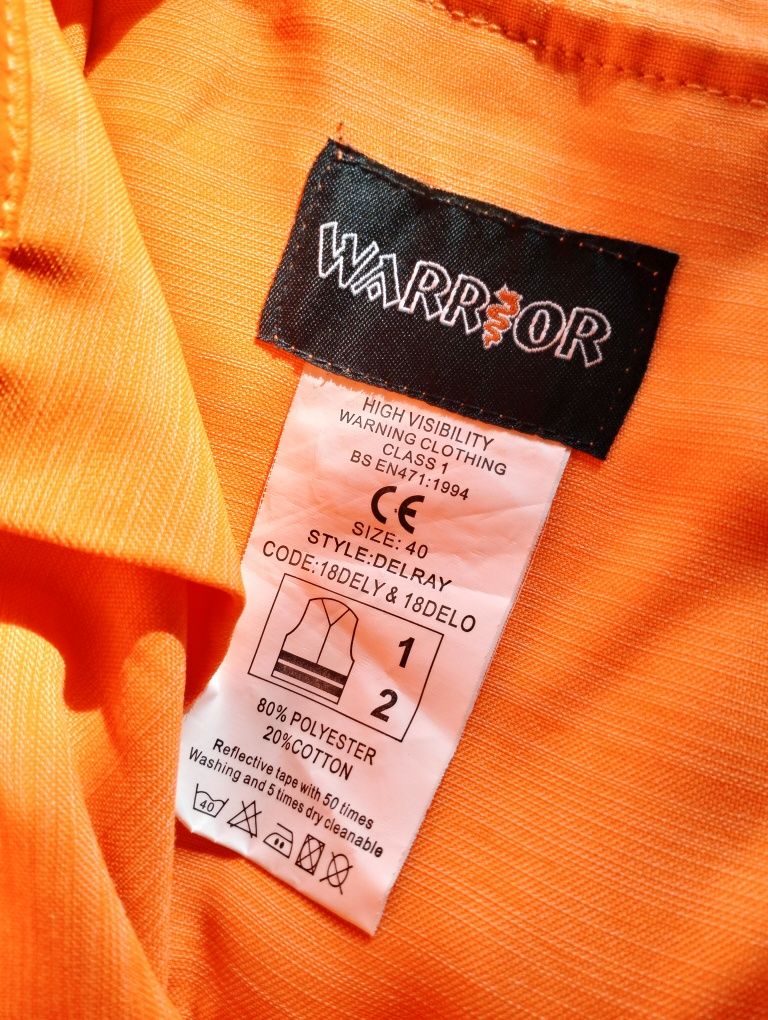 WARRIOR
HIGH VISIBILITY
WARNING CLOTHING
CLASS 1
BS EN471:1994
CE
SIZE: 40
STYLE:DELRAY
CODE:18DELY & 18DELO
1
2
80% POLYESTER
20%COTTON
Reflective tape with 50 times
Washing and 5 times dry cleanable
40